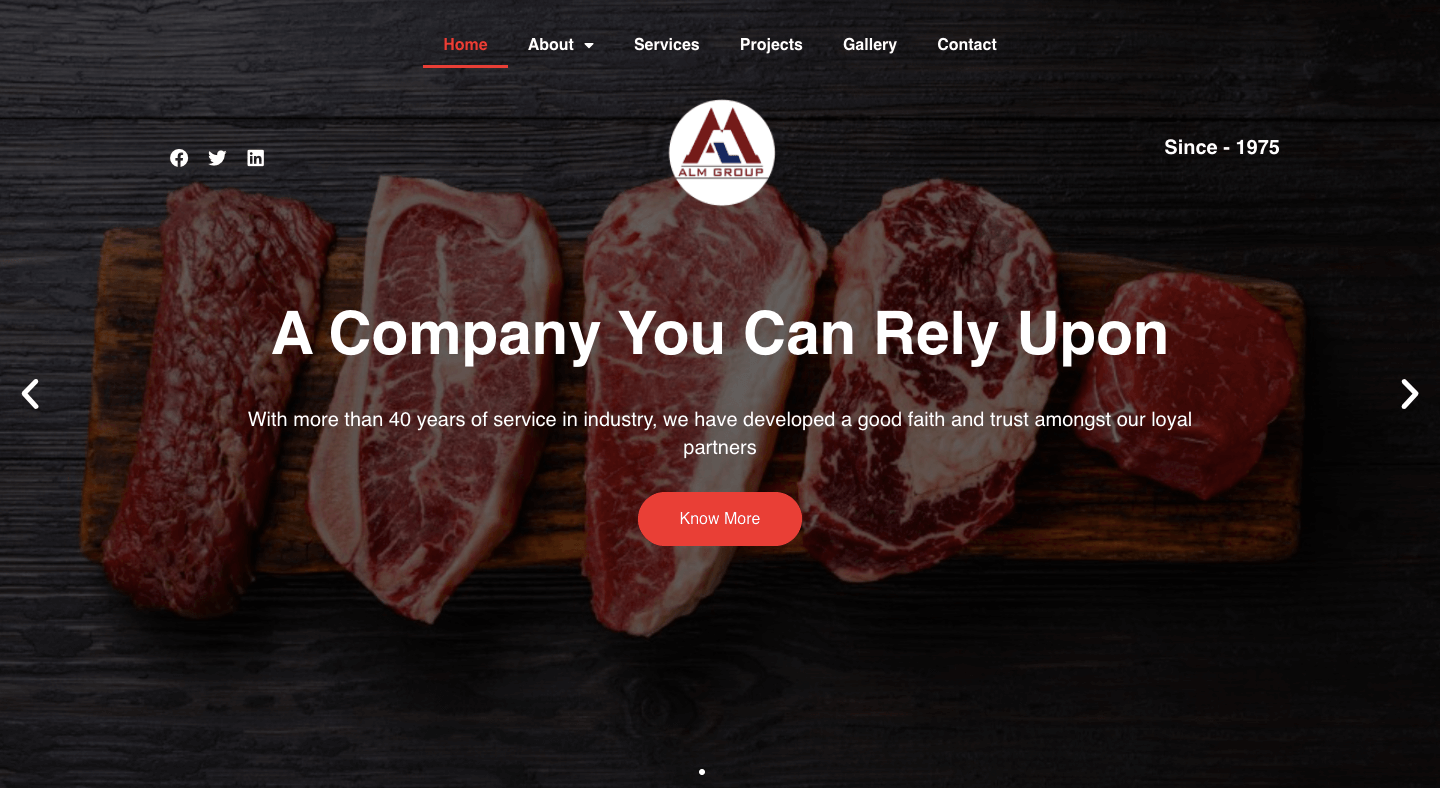 Home About Services Projects Gallery Contact
ALM GROUP
Since - 1975
A Company You Can Rely Upon
With more than 40 years of service in industry, we have developed a good faith and trust amongst our loyal
partners
Know More